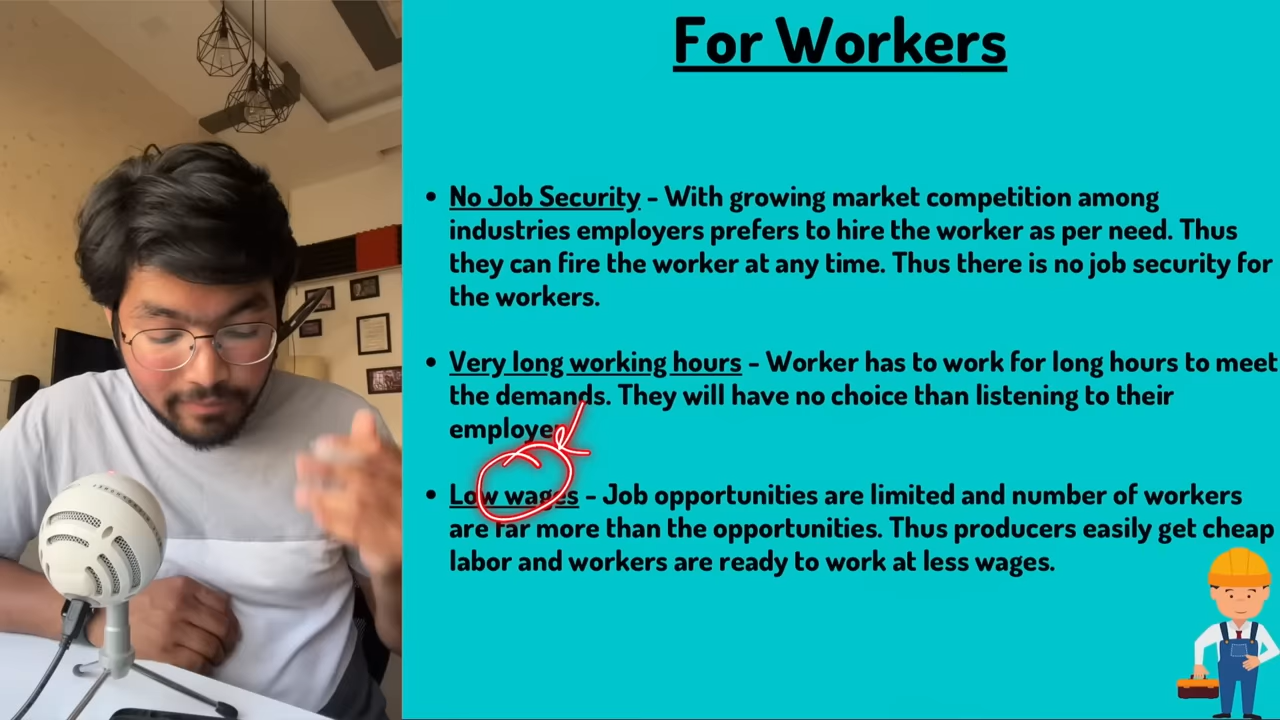 For Workers
No Job Security - With growing market competition among
industries employers prefers to hire the worker as per need. Thus
they can fire the worker at any time. Thus there is no job security for
the workers.
Very long working hours - Worker has to work for long hours to meet
the demands. They will have no choice than listening to their
employer
Low wages - Job opportunities are limited and number of workers
are far more than the opportunities. Thus producers easily get cheap
labor and workers are ready to work at less wages.